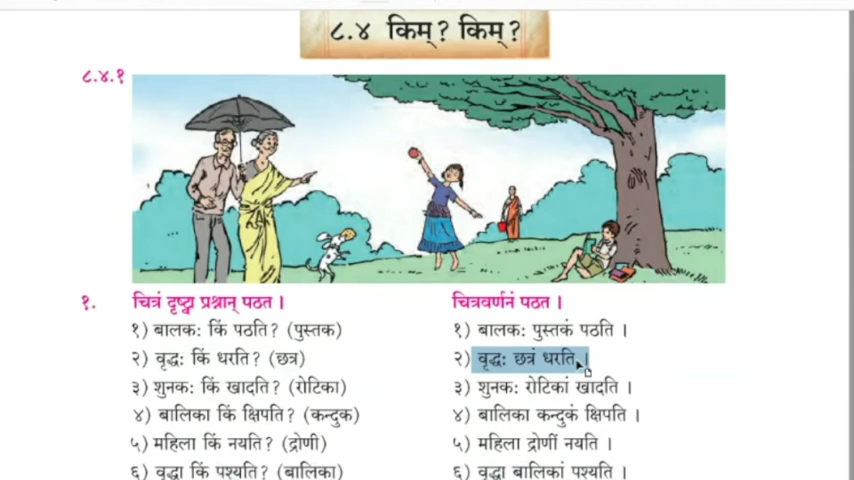 ८.४ किम्? किम्?
८.४.१
१. चित्रं दृष्ट्वा प्रश्नान् पठत ।
१) बालकः किं पठति? (पुस्तक)
२) वृद्धः किं धरति? (छत्र)
३) शुनकः किं खादति? (रोटिका)
४) बालिका किं क्षिपति? (कन्दुक)
५) महिला किं नयति? (द्रोणी)
६) वृद्धा किं पश्यति? (बालिका)
चित्रवर्णनं पठत ।
१) बालकः पुस्तकं पठति ।
२) वृद्धः छत्रं धरति ।
३) शुनकः रोटिकां खादति ।
४) बालिका कन्दुकं क्षिपति ।
५) महिला द्रोणीं नयति ।
६) वृद्धा बालिकां पश्यति ।